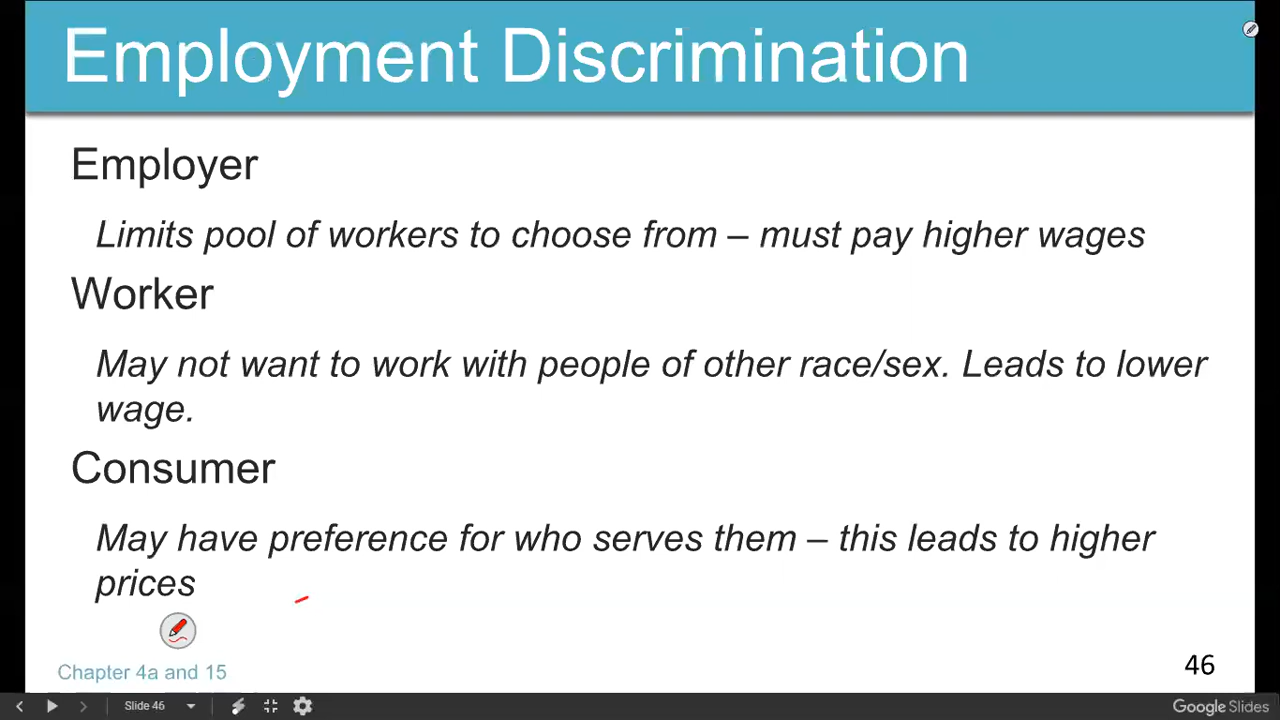 Employment Discrimination
Employer
Limits pool of workers to choose from – must pay higher wages
Worker
May not want to work with people of other race/sex. Leads to lower
wage.
Consumer
May have preference for who serves them – this leads to higher
prices
Chapter 4a and 15
46
Slide 46
Google Slides